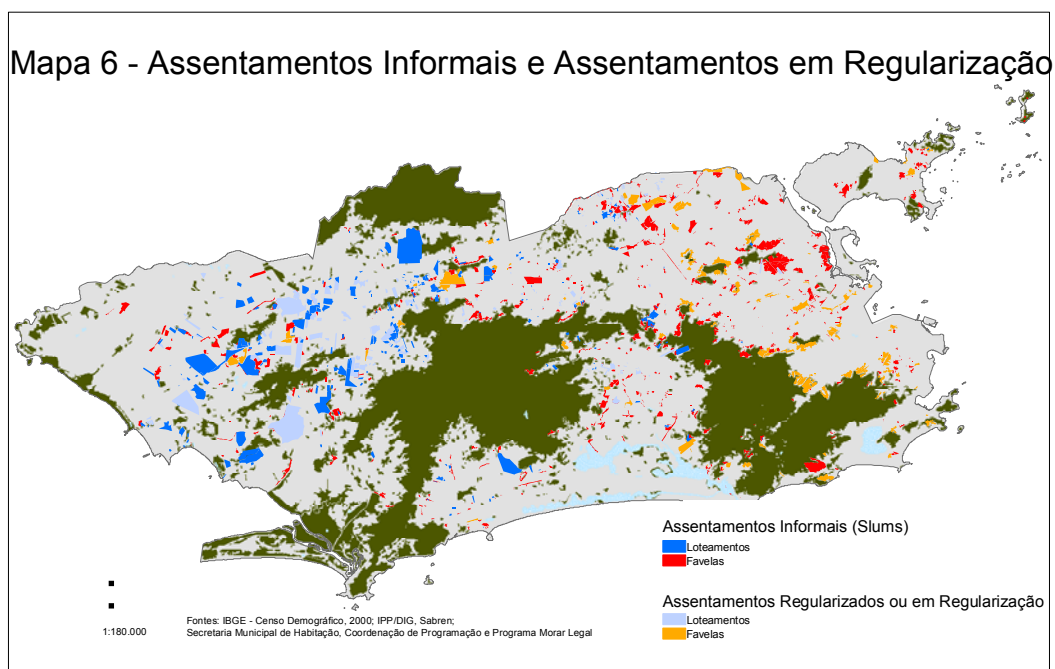 Mapa 6 - Assentamentos Informais e Assentamentos em Regularização
Assentamentos Informais (Slums)
Loteamentos
Favelas
Assentamentos Regularizados ou em Regularização
Loteamentos
Favelas
1:180.000
Fontes: IBGE - Censo Demográfico, 2000; IPP/DIG, Sabren;
Secretaria Municipal de Habitação, Coordenação de Programação e Programa Morar Legal